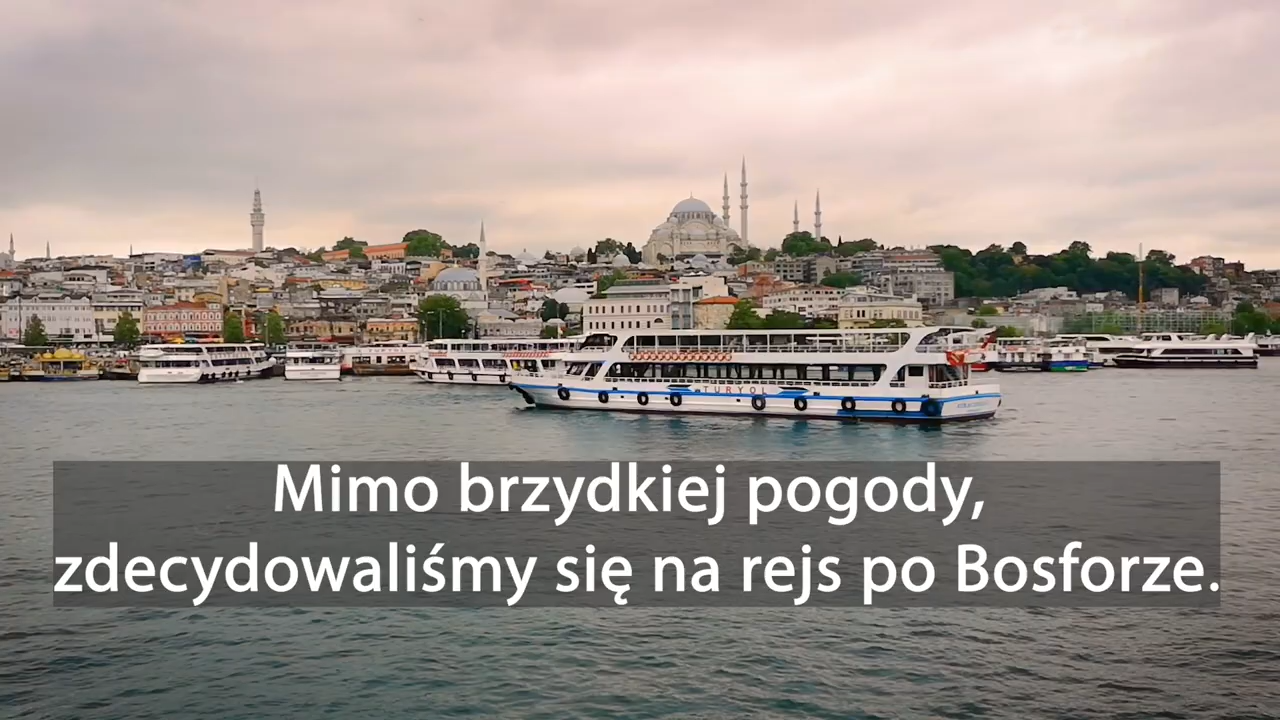 TURYOL
Mimo brzydkiej pogody,
zdecydowaliśmy się na rejs po Bosforze.